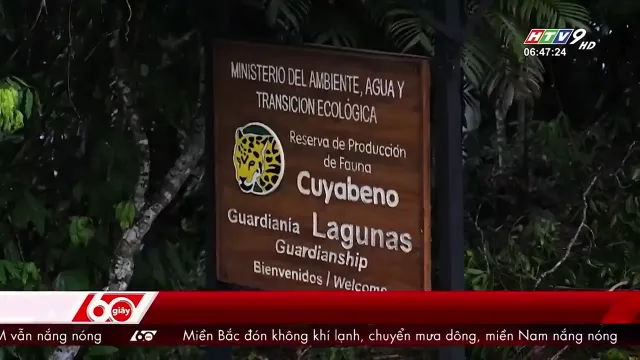 HTV9 HD
06:47:24
MINISTERIO DEL AMBIENTE, AGUA Y
TRANSICION ECOLÓGICA
Reserva de Producción
de Fauna
Cuyabeno
Guardianía Lagunas
Guardianship
Bienvenidos / Welcome
60 giây
M vẫn nắng nóng 60 Miền Bắc đón không khí lạnh, chuyển mưa dông, miền Nam nắng nóng